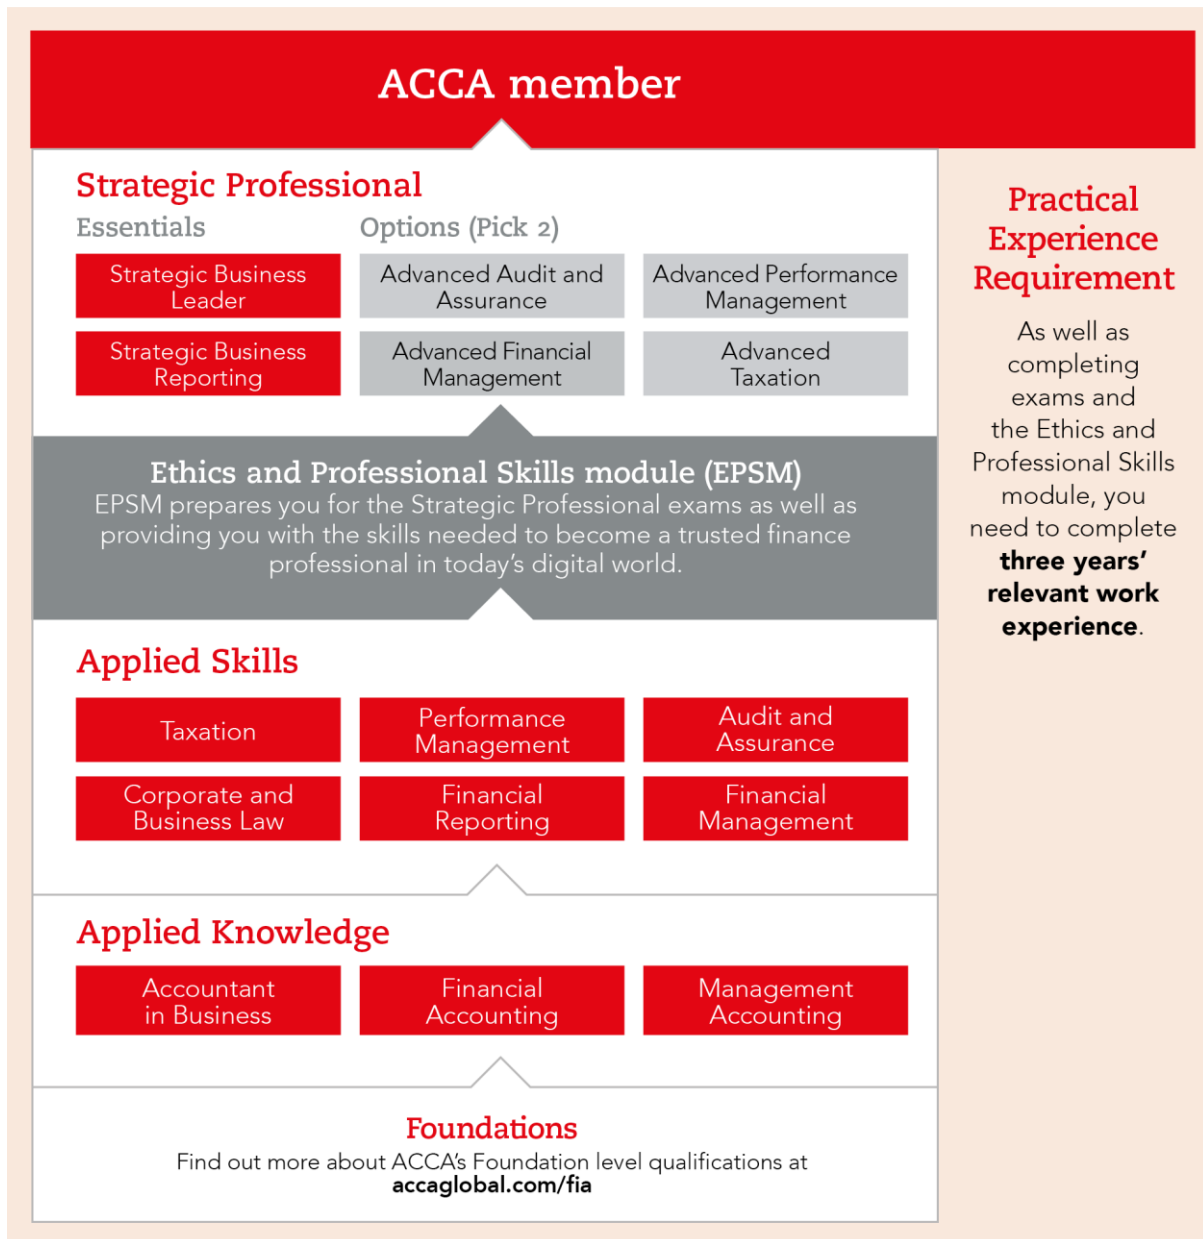 ACCA member
Strategic Professional
Essentials
Options (Pick 2)
Strategic Business
Leader
Advanced Audit and
Assurance
Advanced Performance
Management
Strategic Business
Reporting
Advanced Financial
Management
Advanced
Taxation
Ethics and Professional Skills module (EPSM)
EPSM prepares you for the Strategic Professional exams as well as
providing you with the skills needed to become a trusted finance
professional in today's digital world.
Applied Skills
Taxation
Performance
Management
Audit and
Assurance
Corporate and
Business Law
Financial
Reporting
Financial
Management
Applied Knowledge
Accountant
in Business
Financial
Accounting
Management
Accounting
Foundations
Find out more about ACCA's Foundation level qualifications at
accaglobal.com/fia
Practical
Experience
Requirement
As well as
completing
exams and
the Ethics and
Professional Skills
module, you
need to complete
three years'
relevant work
experience.